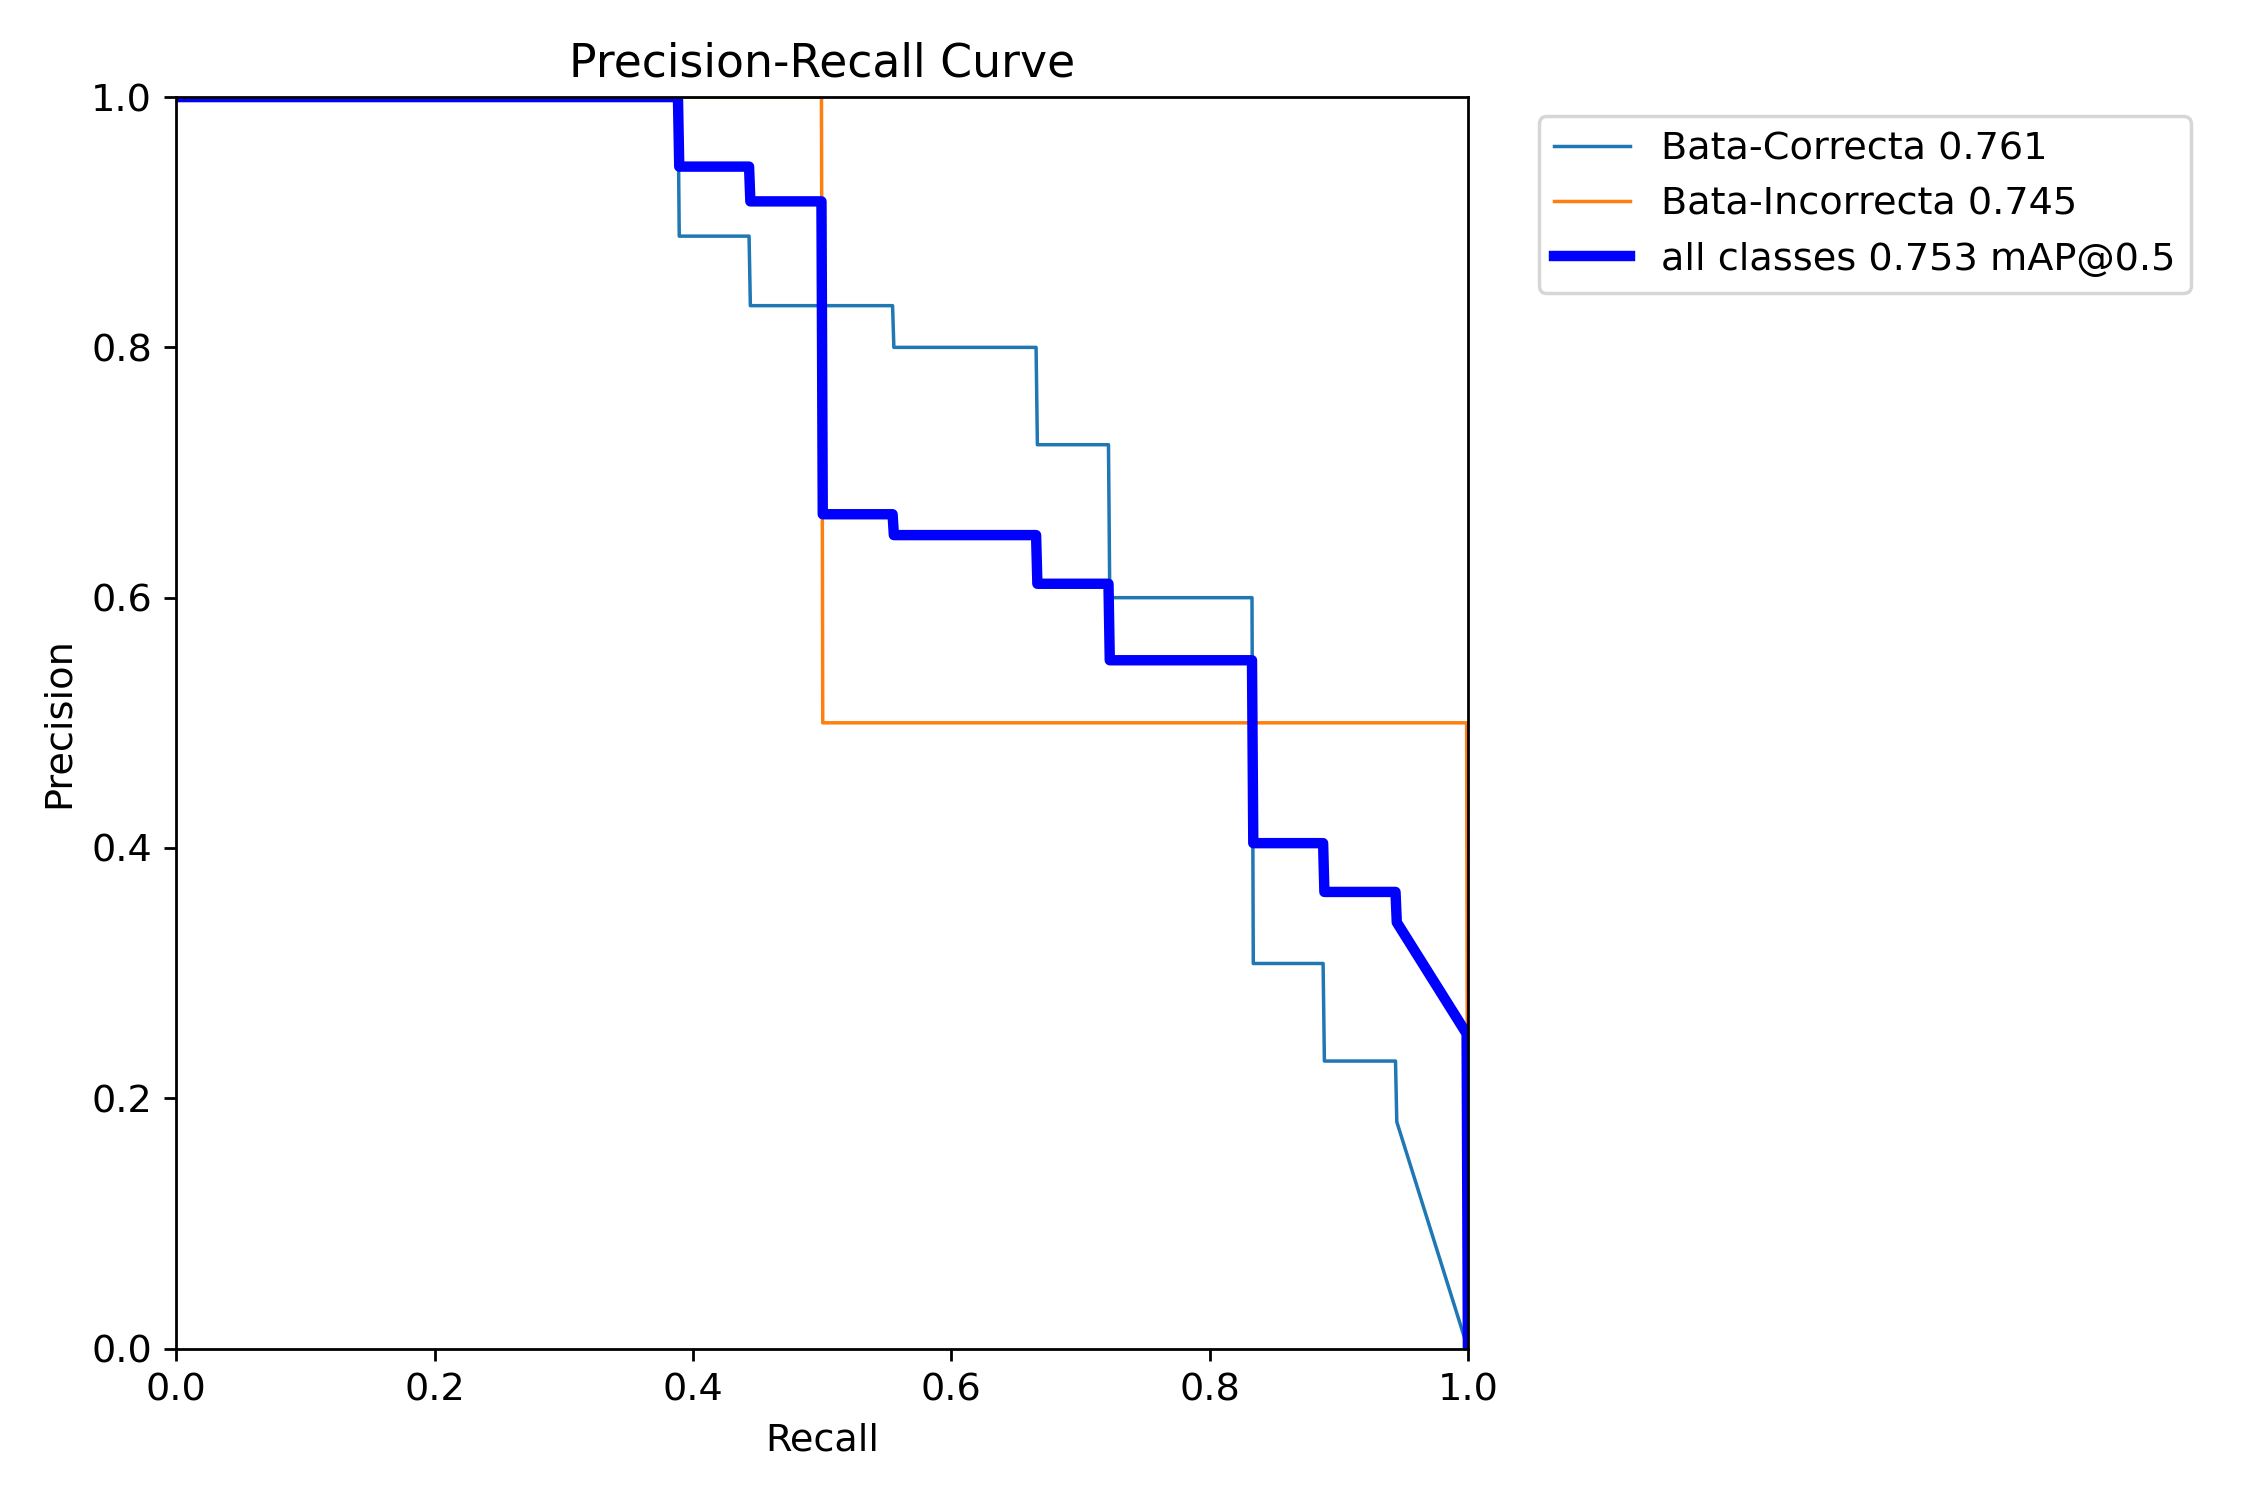 Precision-Recall Curve
1.0
0.8
0.6
0.4
0.2
0.0
Precision
0.0 0.2 0.4 0.6 0.8 1.0
Recall
Bata-Correcta 0.761
Bata-Incorrecta 0.745
all classes 0.753 mAP@0.5